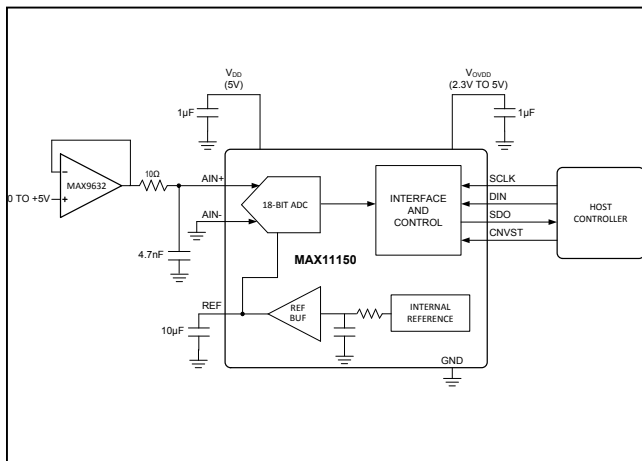 VDD
(5V)
VOVDD
(2.3V TO 5V)
1µF
1µF
MAX9632
0 TO +5V
10Ω
4.7nF
AIN+
AIN-
18-BIT ADC
INTERFACE
AND
CONTROL
SCLK
DIN
SDO
CNVST
HOST
CONTROLLER
MAX11150
REF
10µF
REF
BUF
INTERNAL
REFERENCE
GND